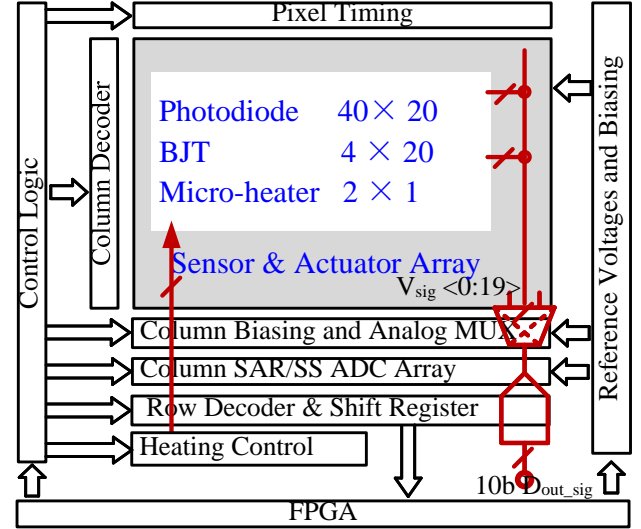 Pixel Timing
Control Logic
Column Decoder
Photodiode 40× 20
BJT 4 × 20
Micro-heater 2 × 1
Sensor & Actuator Array
Vsig <0:19>
Reference Voltages and Biasing
Column Biasing and Analog MUX
Column SAR/SS ADC Array
Row Decoder & Shift Register
Heating Control
10b Dout_sig
FPGA